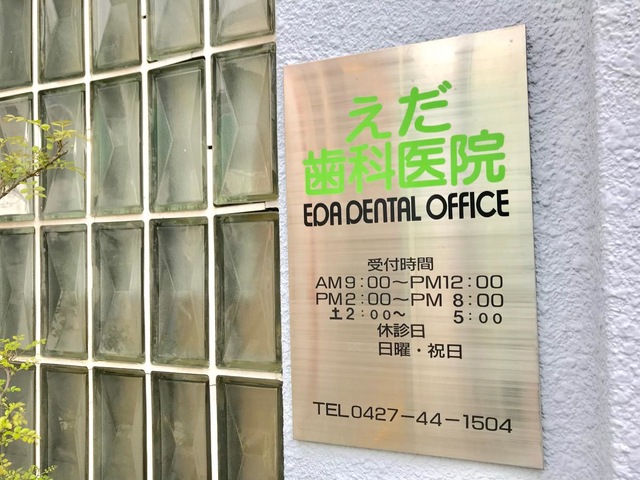 えだ
歯科医院
EDA DENTAL OFFICE
受付時間
AM9:00～PM12:00
PM2:00～PM 8:00
土2:00～ 5:00
休診日
日曜・祝日
TEL0427-44-1504